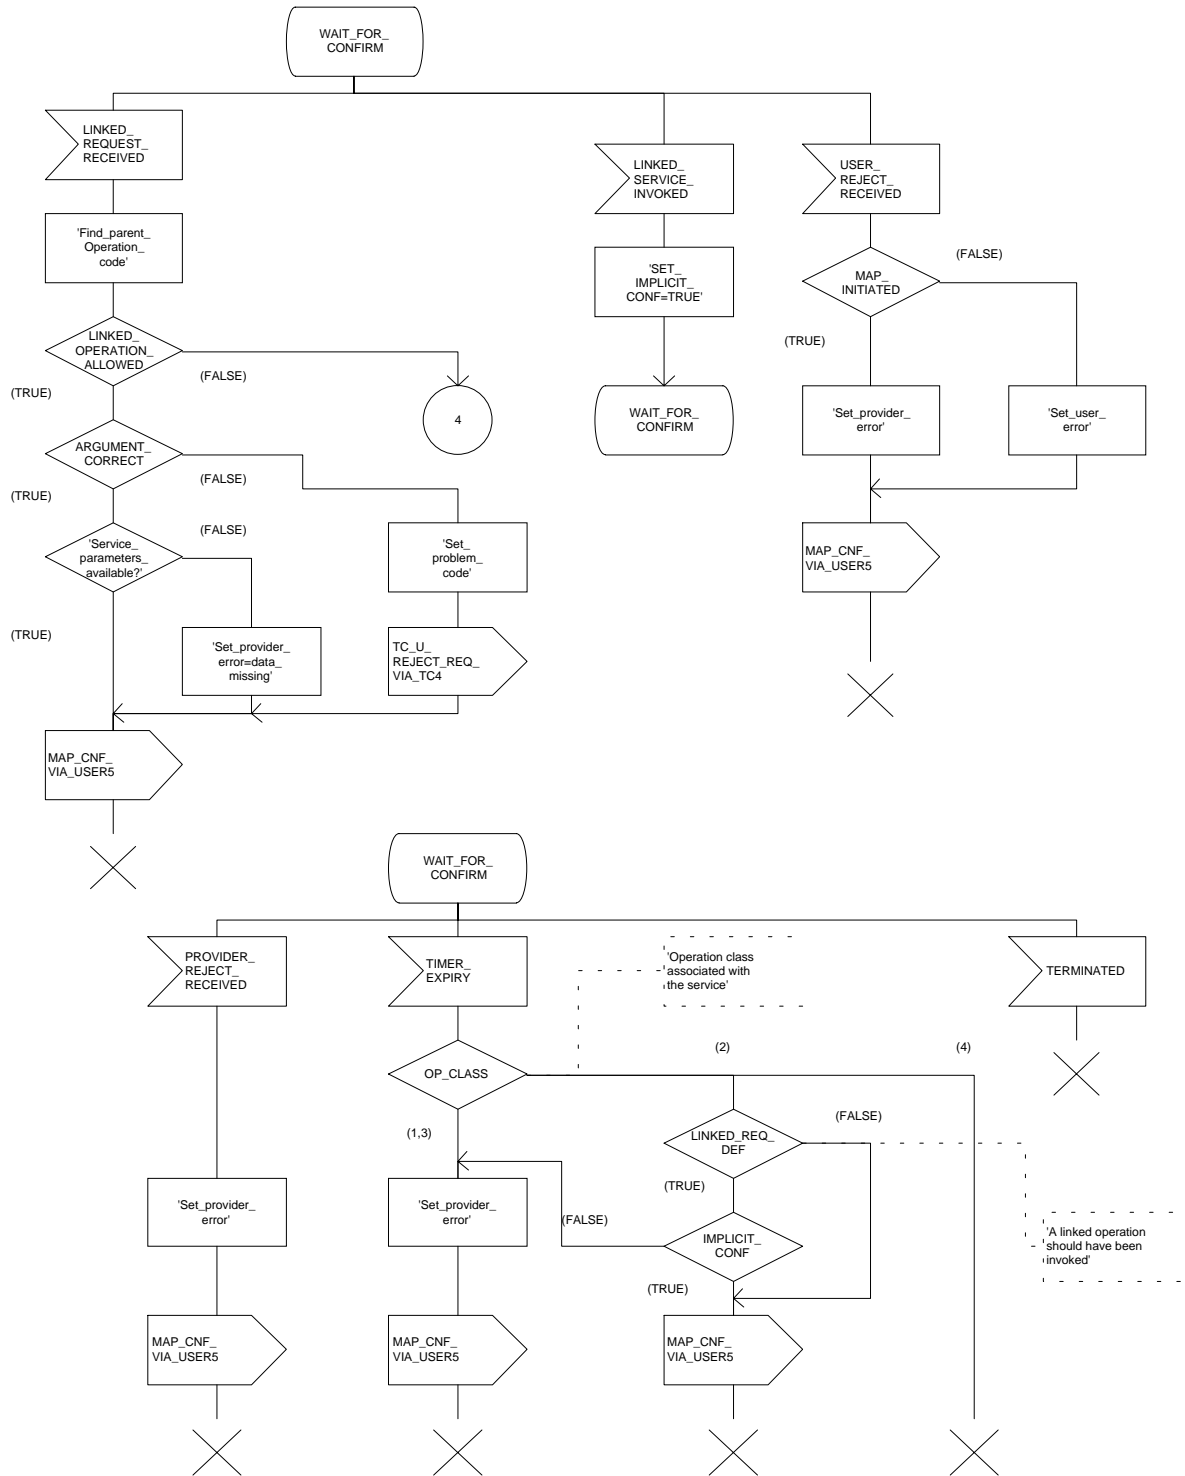 WAIT_FOR_
CONFIRM
LINKED_
REQUEST_
RECEIVED
LINKED_
SERVICE_
INVOKED
USER_
REJECT_
RECEIVED
'Find_parent_
Operation_
code'
'SET_
IMPLICIT_
CONF=TRUE'
(FALSE)
MAP_
INITIATED
LINKED_
OPERATION_
ALLOWED
(TRUE)
(FALSE)
(TRUE)
4
WAIT_FOR_
CONFIRM
'Set_provider_
error'
'Set_user_
error'
ARGUMENT_
CORRECT
(FALSE)
(TRUE)
(FALSE)
'Service_
parameters_
available?'
'Set_
problem_
code'
MAP_CNF_
VIA_USER5
(TRUE)
'Set_provider_
error=data_
missing'
TC_U_
REJECT_REQ_
VIA_TC4
MAP_CNF_
VIA_USER5
WAIT_FOR_
CONFIRM
PROVIDER_
REJECT_
RECEIVED
TIMER_
EXPIRY
'Operation class
associated with
the service'
TERMINATED
(2)
(4)
OP_CLASS
(FALSE)
(1,3)
LINKED_REQ_
DEF
(TRUE)
'Set_provider_
error'
'Set_provider_
error'
(FALSE)
IMPLICIT_
CONF
'A linked operation
should have been
invoked'
(TRUE)
MAP_CNF_
VIA_USER5
MAP_CNF_
VIA_USER5
MAP_CNF_
VIA_USER5